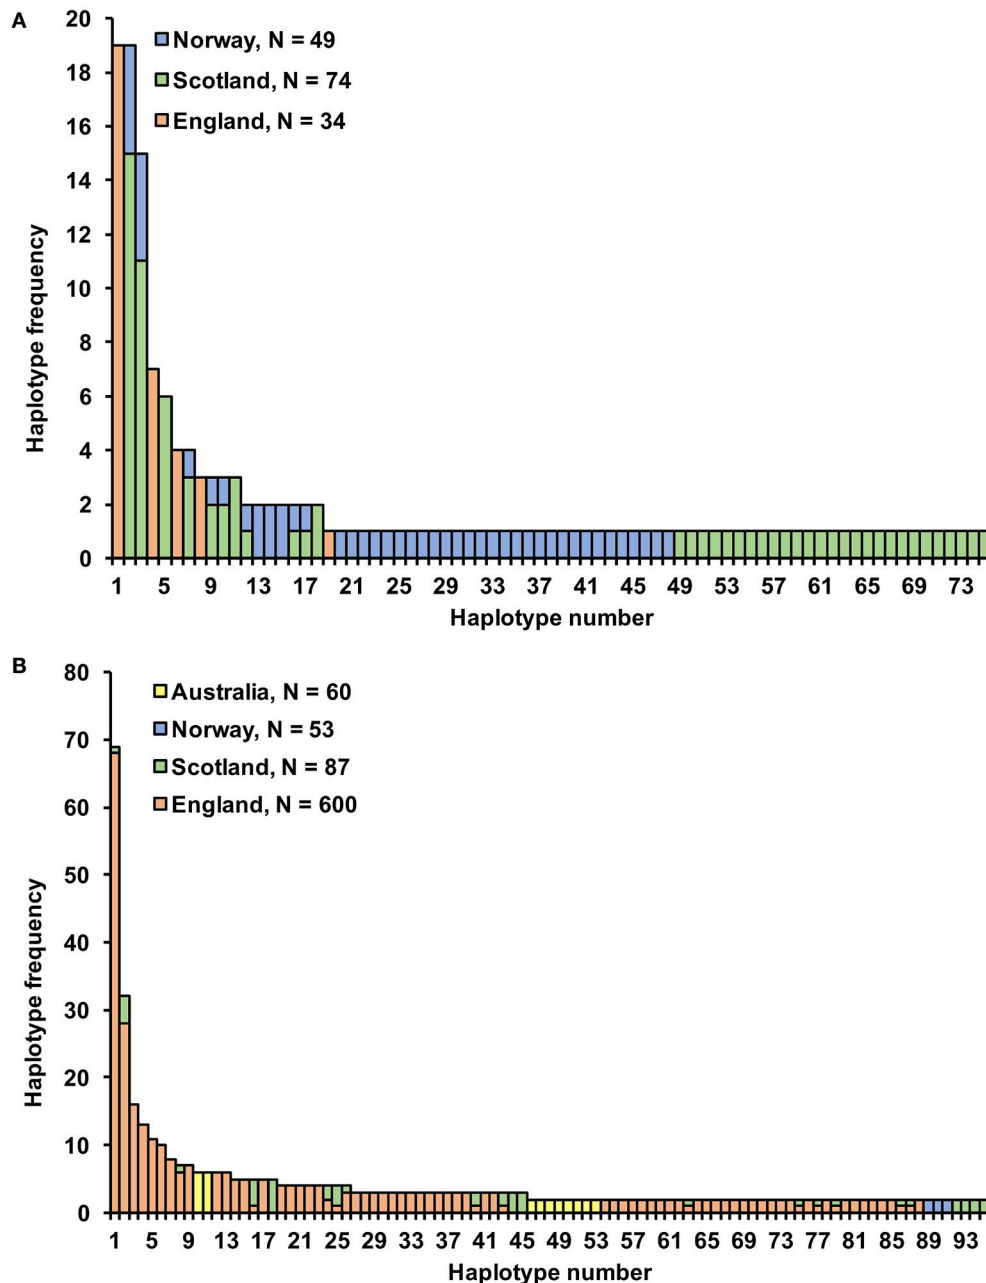 A
20
18
16
14
12
10
8
6
4
2
0
Haplotype frequency
Norway, N = 49
Scotland, N = 74
England, N = 34
1 5 9 13 17 21 25 29 33 37 41 45 49 53 57 61 65 69 73
Haplotype number
B
80
70
60
50
40
30
20
10
0
Haplotype frequency
Australia, N = 60
Norway, N = 53
Scotland, N = 87
England, N = 600
1 5 9 13 17 21 25 29 33 37 41 45 49 53 57 61 65 69 73 77 81 85 89 93
Haplotype number